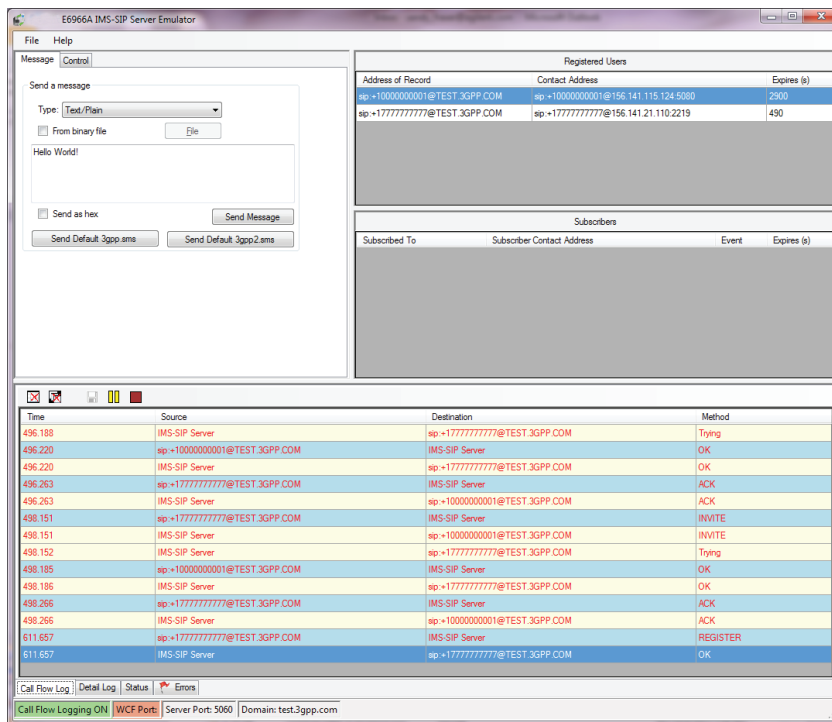 E6966A IMS-SIP Server Emulator
File Help
Message Control
Send a message
Type: Text/Plain
From binary file File
Hello World!
Send as hex Send Message
Send Default 3gpp.sms Send Default 3gpp2.sms
Registered Users
Address of Record Contact Address Expires (s)
sip:+10000000001@TEST.3GPP.COM sip:+10000000001@156.141.115.124:5080 2900
sip:+17777777777@TEST.3GPP.COM sip:+17777777777@156.141.21.110:2219 490
Subscribers
Subscribed To Subscriber Contact Address Event Expires (s)
Time Source Destination Method
496.188 IMS-SIP Server sip:+17777777777@TEST.3GPP.COM Trying
496.220 sip:+10000000001@TEST.3GPP.COM IMS-SIP Server OK
496.220 IMS-SIP Server sip:+17777777777@TEST.3GPP.COM OK
496.263 sip:+17777777777@TEST.3GPP.COM IMS-SIP Server ACK
496.263 IMS-SIP Server sip:+10000000001@TEST.3GPP.COM ACK
498.151 sip:+17777777777@TEST.3GPP.COM IMS-SIP Server INVITE
498.151 IMS-SIP Server sip:+10000000001@TEST.3GPP.COM INVITE
498.152 IMS-SIP Server sip:+17777777777@TEST.3GPP.COM Trying
498.185 sip:+10000000001@TEST.3GPP.COM IMS-SIP Server OK
498.186 IMS-SIP Server sip:+17777777777@TEST.3GPP.COM OK
498.266 sip:+17777777777@TEST.3GPP.COM IMS-SIP Server ACK
498.266 IMS-SIP Server sip:+10000000001@TEST.3GPP.COM ACK
611.657 sip:+17777777777@TEST.3GPP.COM IMS-SIP Server REGISTER
611.657 IMS-SIP Server sip:+17777777777@TEST.3GPP.COM OK
Call Flow Log Detail Log Status Errors
Call Flow Logging ON WCF Port: Server Port: 5060 Domain: test.3gpp.com